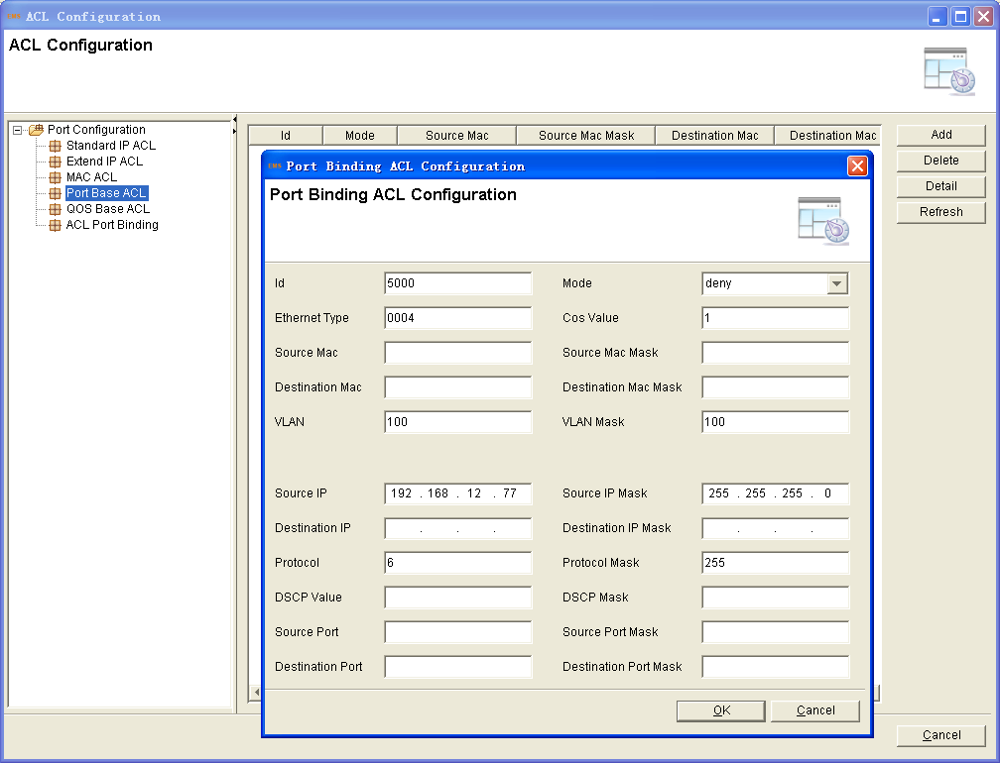 ACL Configuration
ACL Configuration
Port Configuration
Standard IP ACL
Extend IP ACL
MAC ACL
Port Base ACL
QOS Base ACL
ACL Port Binding
Id Mode Source Mac Source Mac Mask Destination Mac Destination Mac
Add
Delete
Detail
Refresh
Port Binding ACL Configuration
Port Binding ACL Configuration
Id 5000 Mode deny
Ethernet Type 0004 Cos Value 1
Source Mac Source Mac Mask
Destination Mac Destination Mac Mask
VLAN 100 VLAN Mask 100
Source IP 192 . 168 . 12 . 77 Source IP Mask 255 . 255 . 255 . 0
Destination IP . . . Destination IP Mask . . .
Protocol 6 Protocol Mask 255
DSCP Value DSCP Mask
Source Port Source Port Mask
Destination Port Destination Port Mask
OK Cancel
Cancel